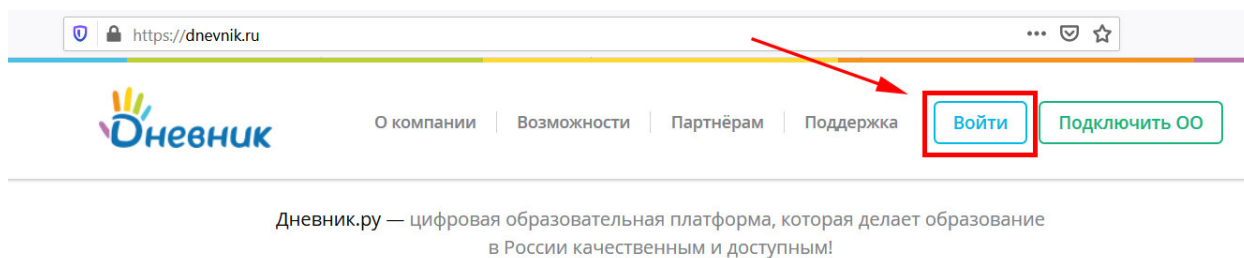 https://dnevnik.ru
Дневник
О компании Возможности Партнёрам Поддержка Войти Подключить ОО
Дневник.ру — цифровая образовательная платформа, которая делает образование
в России качественным и доступным!